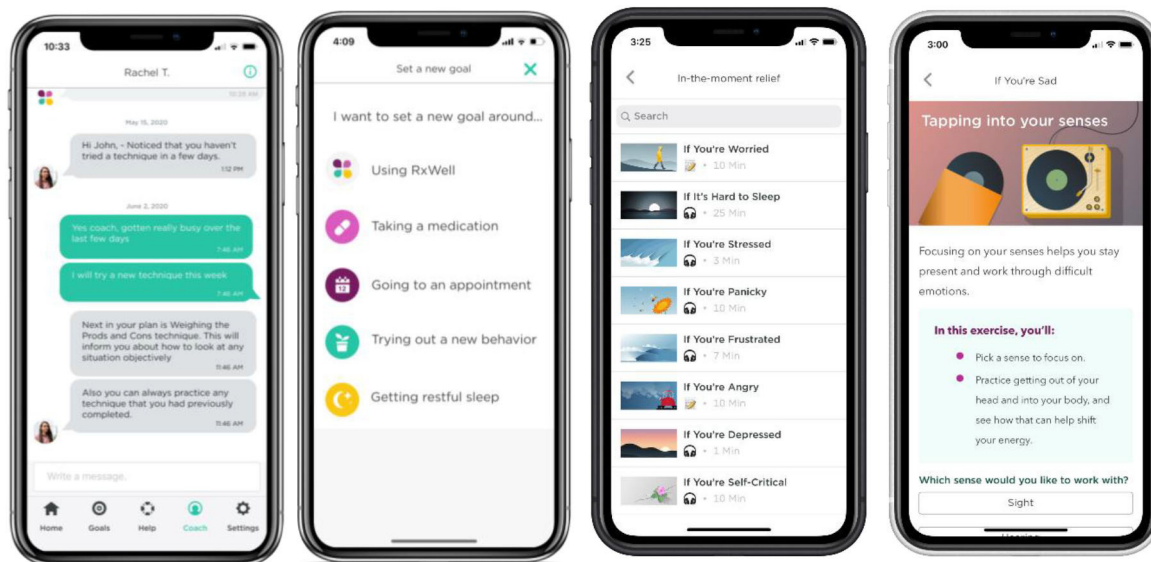 10:33
Rachel T.
10:28 AM
May 15, 2020
Hi John, - Noticed that you haven't
tried a technique in a few days.
1:12 PM
June 2, 2020
Yes coach, gotten really busy over the
last few days
7:46 AM
I will try a new technique this week
7:46 AM
Next in your plan is Weighing the
Prods and Cons technique. This will
inform you about how to look at any
situation objectively
11:46 AM
Also you can always practice any
technique that you had previously
completed.
11:46 AM
Write a message.
Home
Goals
Help
Coach
Settings
4:09
Set a new goal
I want to set a new goal around...
Using RxWell
Taking a medication
12
Going to an appointment
Trying out a new behavior
Getting restful sleep
3:25
In-the-moment relief
Search
If You're Worried
• 10 Min
If It's Hard to Sleep
• 25 Min
If You're Stressed
• 3 Min
If You're Panicky
• 10 Min
If You're Frustrated
• 7 Min
If You're Angry
• 10 Min
If You're Depressed
• 1 Min
If You're Self-Critical
• 10 Min
3:00
If You're Sad
Tapping into your senses
Focusing on your senses helps you stay
present and work through difficult
emotions.
In this exercise, you'll:
• Pick a sense to focus on.
• Practice getting out of your
head and into your body, and
see how that can help shift
your energy.
Which sense would you like to work with?
Sight